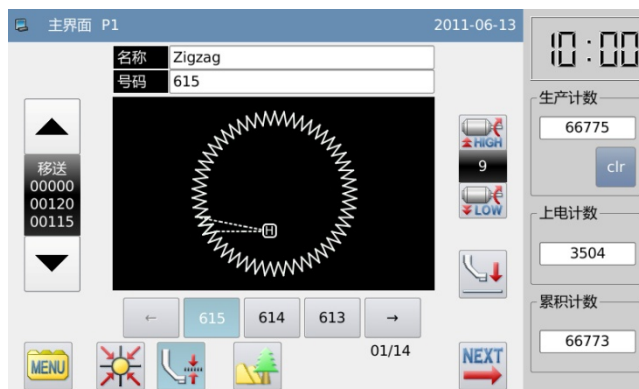 主界面 P1
2011-06-13
10:00
名称 Zigzag
号码 615
移送
00000
00120
00115
H
HIGH
9
LOW
生产计数
66775
clr
上电计数
3504
累积计数
66773
← 615 614 613 →
01/14
MENU
NEXT